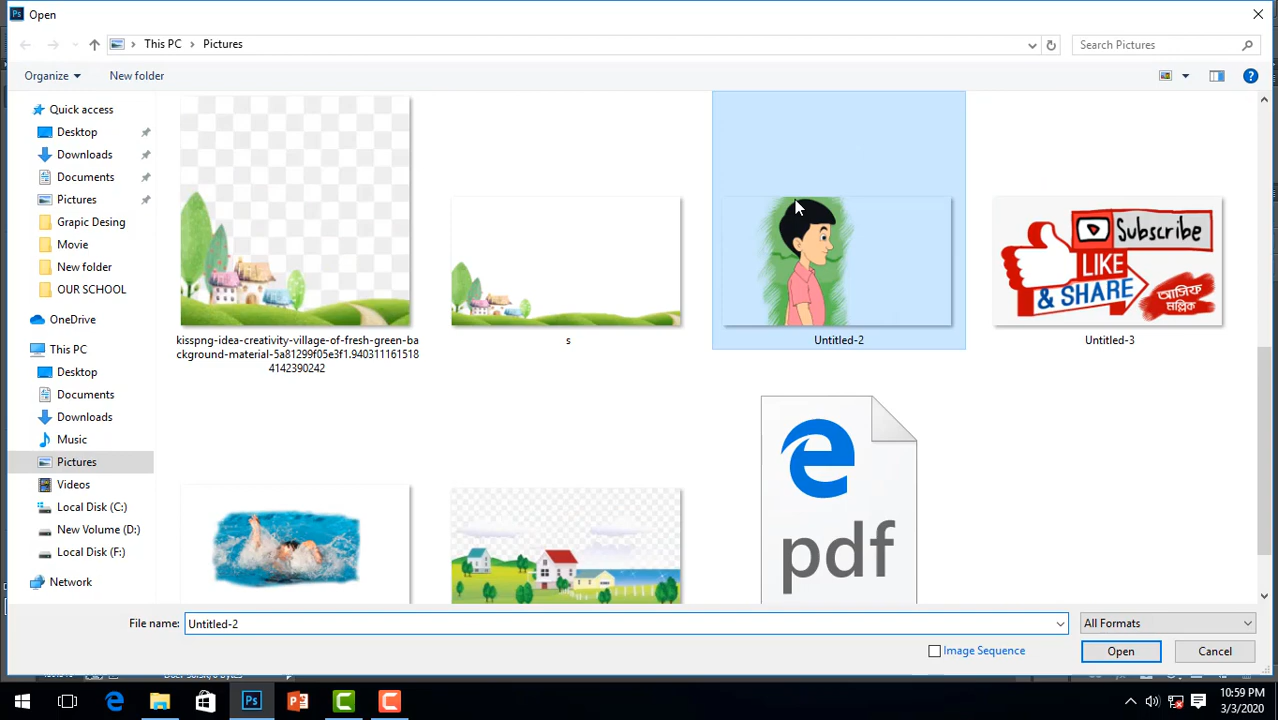 Open
This PC > Pictures
Search Pictures
Organize
New folder
Quick access
Desktop
Downloads
Documents
Pictures
Grapic Desing
Movie
New folder
OUR SCHOOL
OneDrive
This PC
Desktop
Documents
Downloads
Music
Pictures
Videos
Local Disk (C:)
New Volume (D:)
Local Disk (F:)
Network
kisspng-idea-creativity-village-of-fresh-green-ba
ckground-material-5a81299f05e3f1.940311161518
4142390242
s
Untitled-2
Subscribe
LIKE
& SHARE
আসিফ
মল্লিক
Untitled-3
pdf
File name:
Untitled-2
All Formats
Image Sequence
Open
Cancel
10:59 PM
3/3/2020